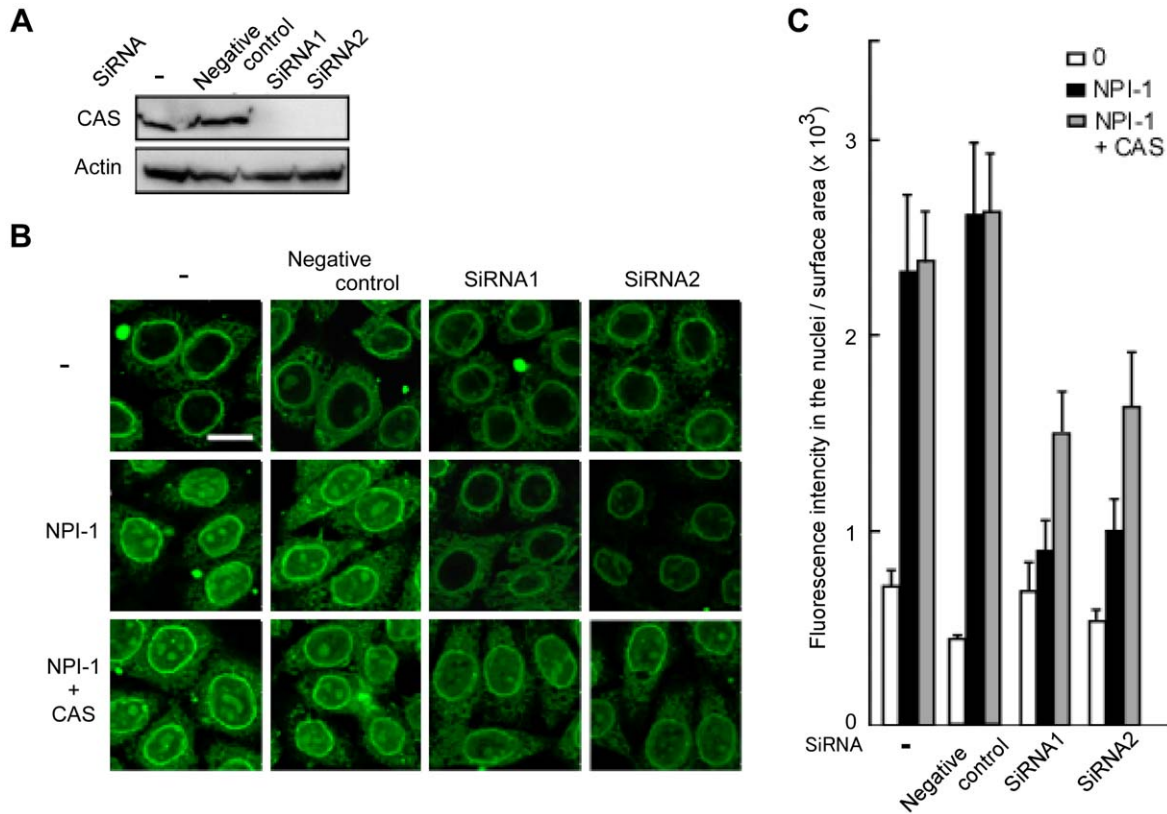 A
SiRNA
-
Negative
control
SiRNA1
SiRNA2
CAS
Actin
B
-
Negative
control
SiRNA1
SiRNA2
-
NPI-1
NPI-1
+
CAS
C
0
NPI-1
NPI-1
+ CAS
Fluorescence intencity in the nuclei / surface area (x 10³)
3
2
1
0
SiRNA
-
Negative
control
SiRNA1
SiRNA2